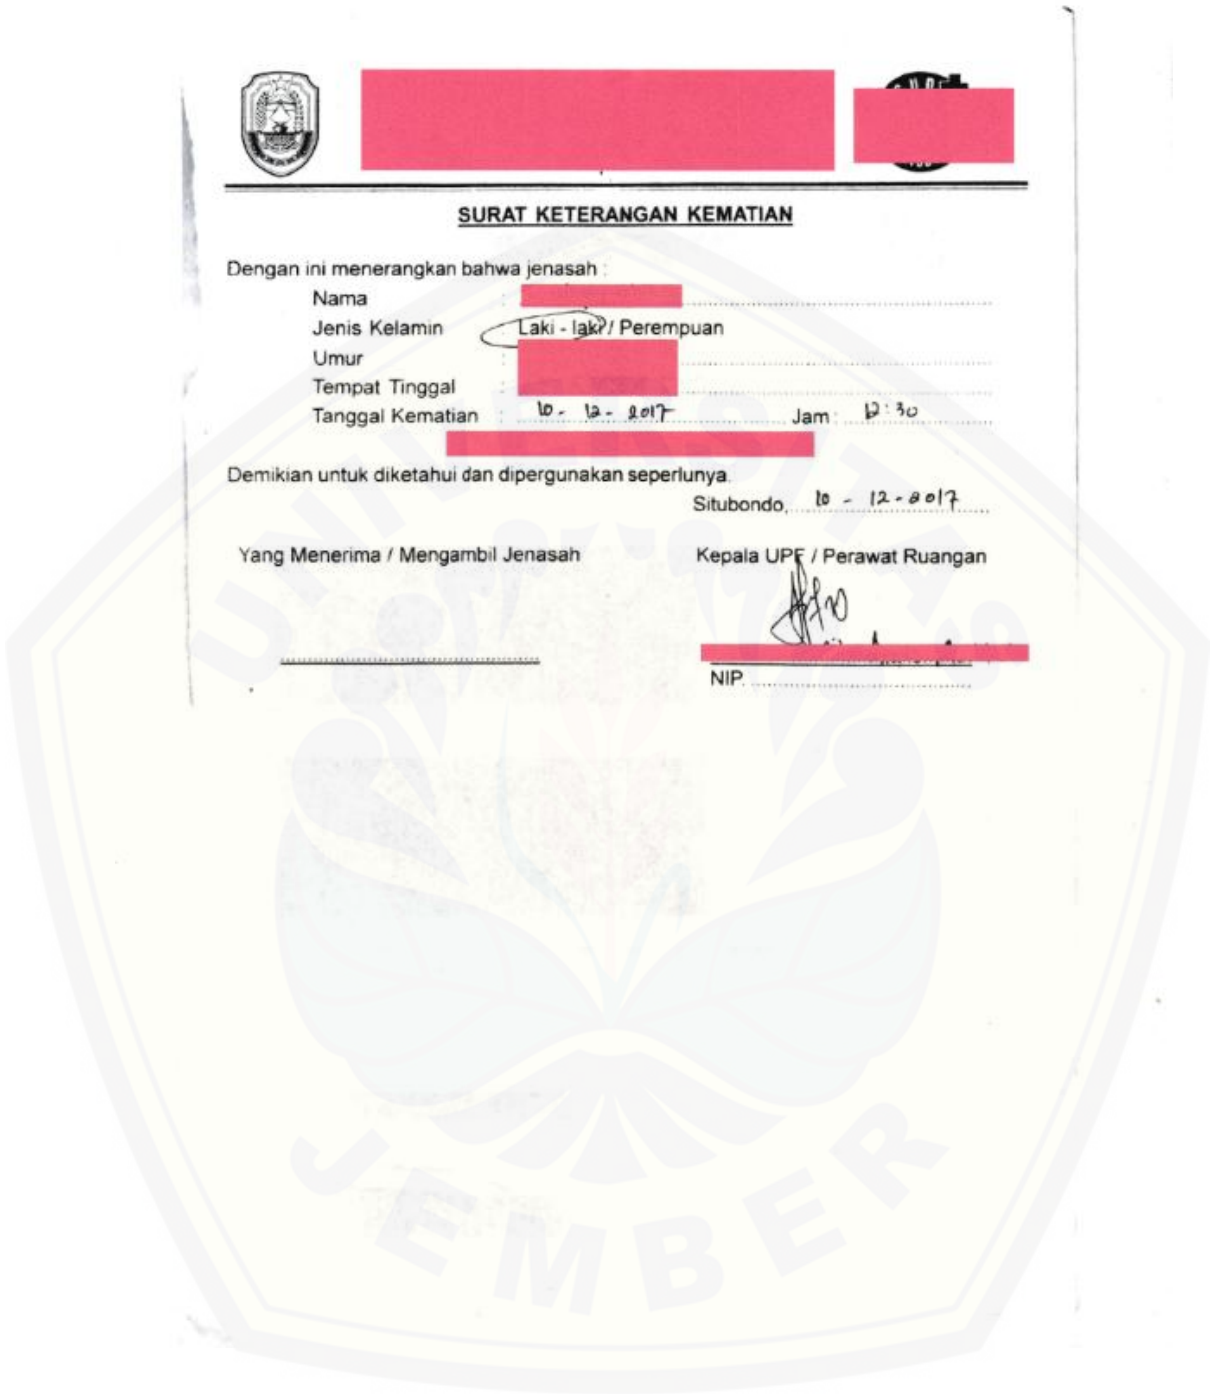 SURAT KETERANGAN KEMATIAN
Dengan ini menerangkan bahwa jenasah :
Nama :
Jenis Kelamin : Laki - laki / Perempuan
Umur :
Tempat Tinggal :
Tanggal Kematian : 10 - 12 - 2017 Jam : 12:30
Demikian untuk diketahui dan dipergunakan seperlunya.
Situbondo, 10 - 12 - 2017
Yang Menerima / Mengambil Jenasah Kepala UPF / Perawat Ruangan
NIP.
UNIVERSITAS
JEMBER